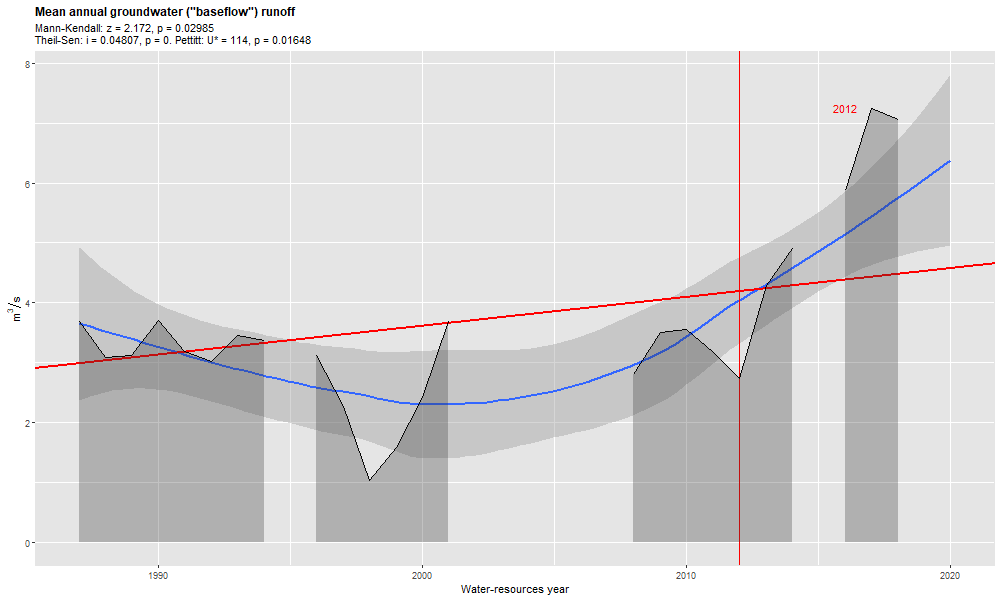 Mean annual groundwater ("baseflow") runoff
Mann-Kendall: z = 2.172, p = 0.02985
Theil-Sen: i = 0.04807, p = 0. Pettitt: U* = 114, p = 0.01648
8
6
4
2
0
m³/s
2012
1990
2000
2010
2020
Water-resources year